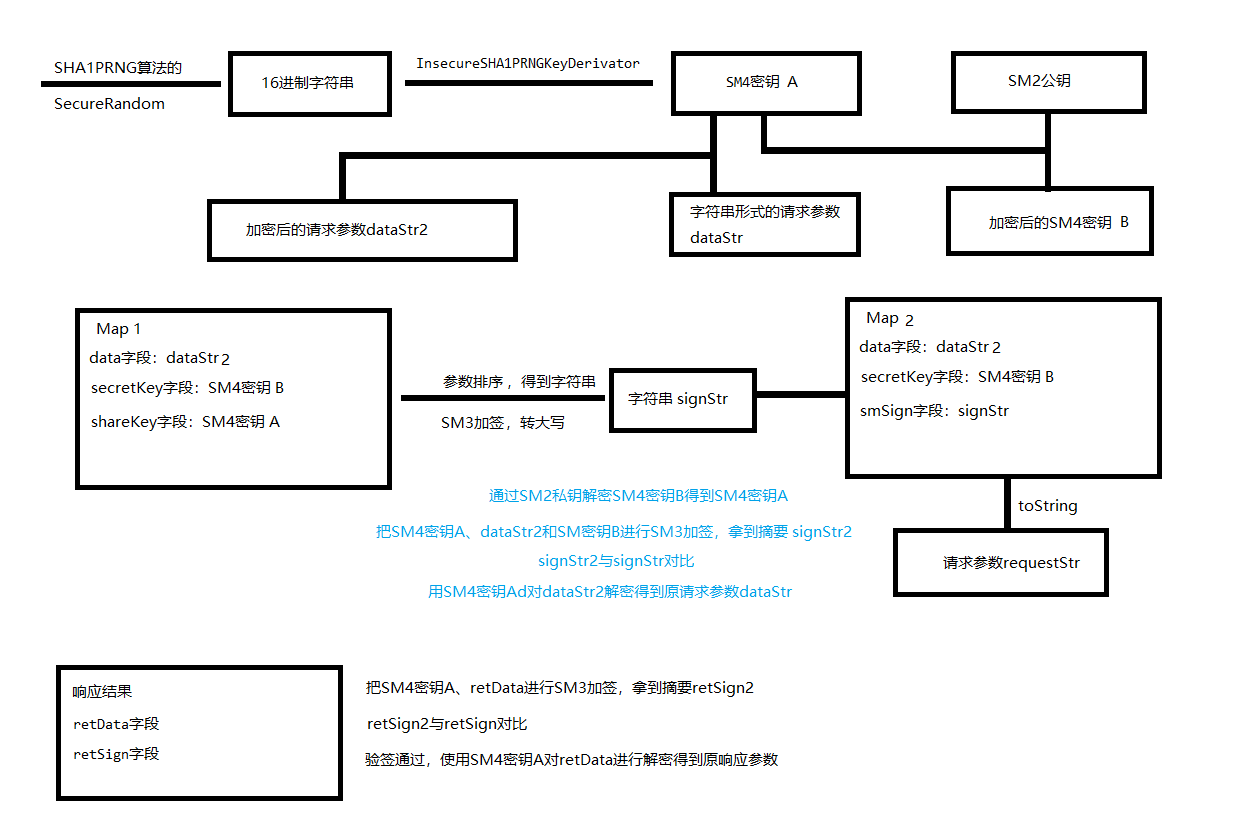 SHA1PRNG算法的
SecureRandom
16进制字符串
InsecureSHA1PRNGKeyDerivator
SM4密钥 A
SM2公钥
加密后的请求参数dataStr2
字符串形式的请求参数
dataStr
加密后的SM4密钥 B
Map 1
data字段：dataStr 2
secretKey字段：SM4密钥 B
shareKey字段：SM4密钥 A
参数排序，得到字符串
SM3加签，转大写
字符串 signStr
Map 2
data字段：dataStr 2
secretKey字段：SM4密钥 B
smSign字段：signStr
通过SM2私钥解密SM4密钥B得到SM4密钥A
把SM4密钥A、dataStr2和SM密钥B进行SM3加签，拿到摘要 signStr2
signStr2与signStr对比
用SM4密钥Ad对dataStr2解密得到原请求参数dataStr
toString
请求参数requestStr
响应结果
retData字段
retSign字段
把SM4密钥A、retData进行SM3加签，拿到摘要retSign2
retSign2与retSign对比
验签通过，使用SM4密钥A对retData进行解密得到原响应参数